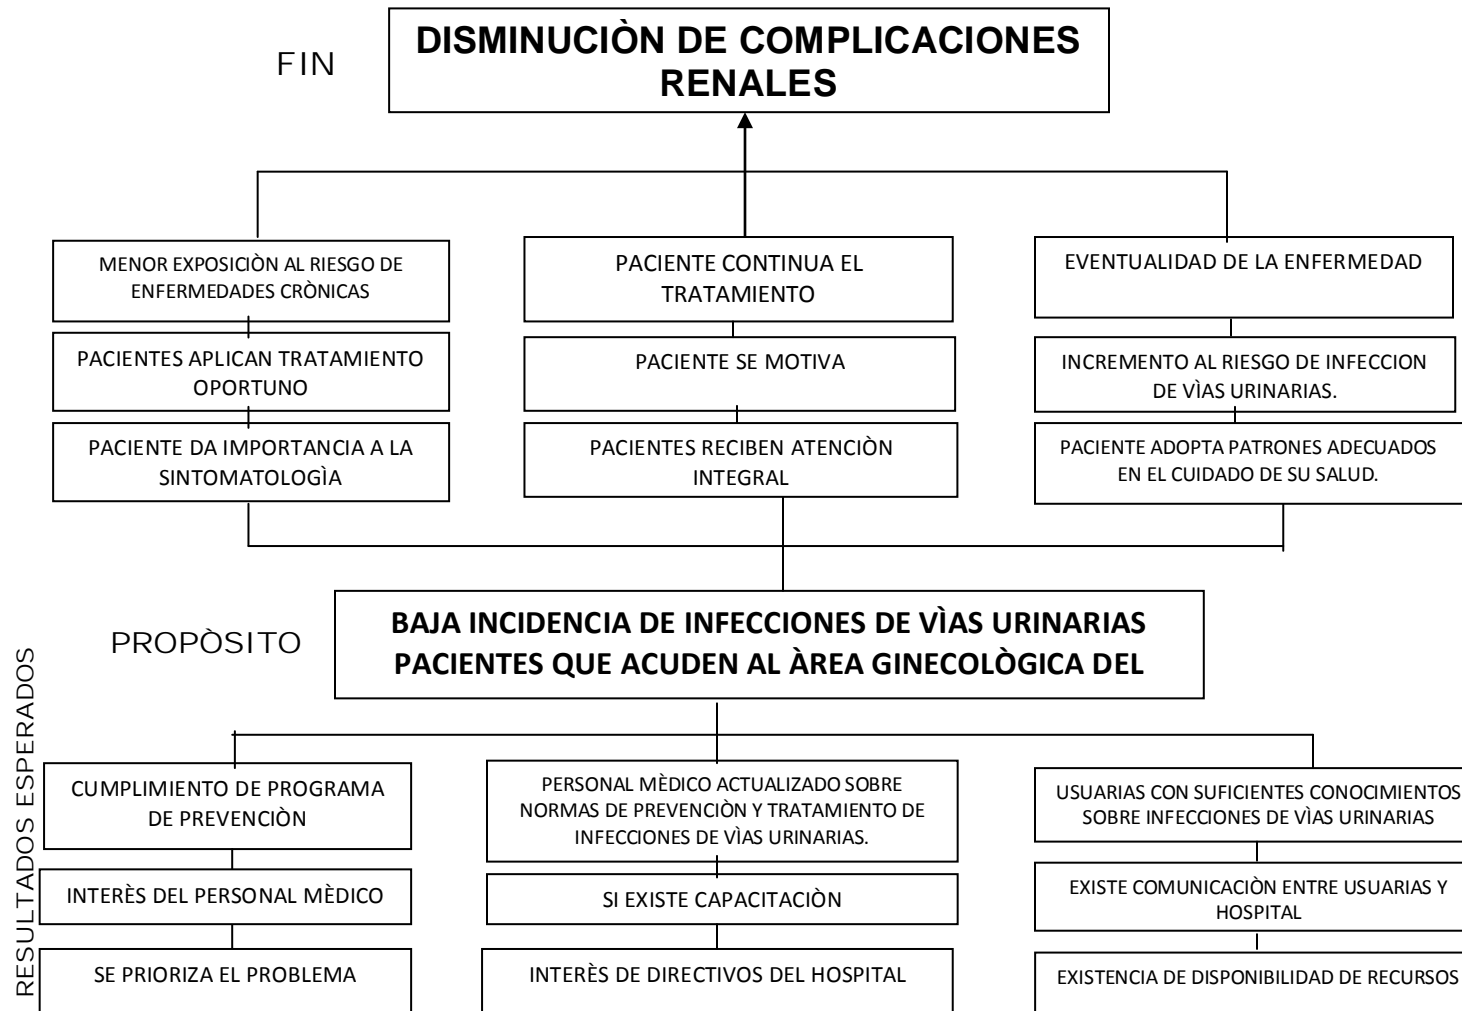 FIN
DISMINUCIÒN DE COMPLICACIONES
RENALES
MENOR EXPOSICIÒN AL RIESGO DE
ENFERMEDADES CRÒNICAS
PACIENTE CONTINUA EL
TRATAMIENTO
EVENTUALIDAD DE LA ENFERMEDAD
PACIENTES APLICAN TRATAMIENTO
OPORTUNO
PACIENTE SE MOTIVA
INCREMENTO AL RIESGO DE INFECCION
DE VÌAS URINARIAS.
PACIENTE DA IMPORTANCIA A LA
SINTOMATOLOGÌA
PACIENTES RECIBEN ATENCIÒN
INTEGRAL
PACIENTE ADOPTA PATRONES ADECUADOS
EN EL CUIDADO DE SU SALUD.
PROPÒSITO
BAJA INCIDENCIA DE INFECCIONES DE VÌAS URINARIAS
PACIENTES QUE ACUDEN AL ÀREA GINECOLÒGICA DEL
RESULTADOS ESPERADOS
CUMPLIMIENTO DE PROGRAMA
DE PREVENCIÒN
PERSONAL MÈDICO ACTUALIZADO SOBRE
NORMAS DE PREVENCIÒN Y TRATAMIENTO DE
INFECCIONES DE VÌAS URINARIAS.
USUARIAS CON SUFICIENTES CONOCIMIENTOS
SOBRE INFECCIONES DE VÌAS URINARIAS
INTERÈS DEL PERSONAL MÈDICO
SI EXISTE CAPACITACIÒN
EXISTE COMUNICACIÒN ENTRE USUARIAS Y
HOSPITAL
SE PRIORIZA EL PROBLEMA
INTERÈS DE DIRECTIVOS DEL HOSPITAL
EXISTENCIA DE DISPONIBILIDAD DE RECURSOS